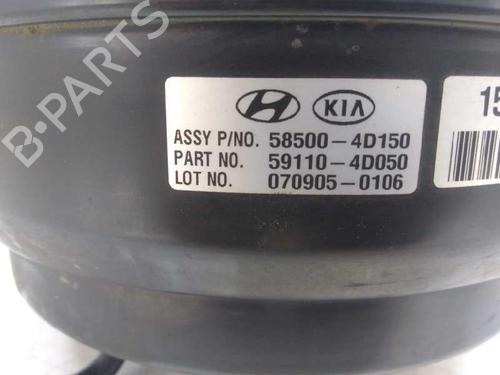 B-PARTS
KIA
15
ASSY P/NO. 58500-4D150
PART NO. 59110-4D050
LOT NO. 070905-0106